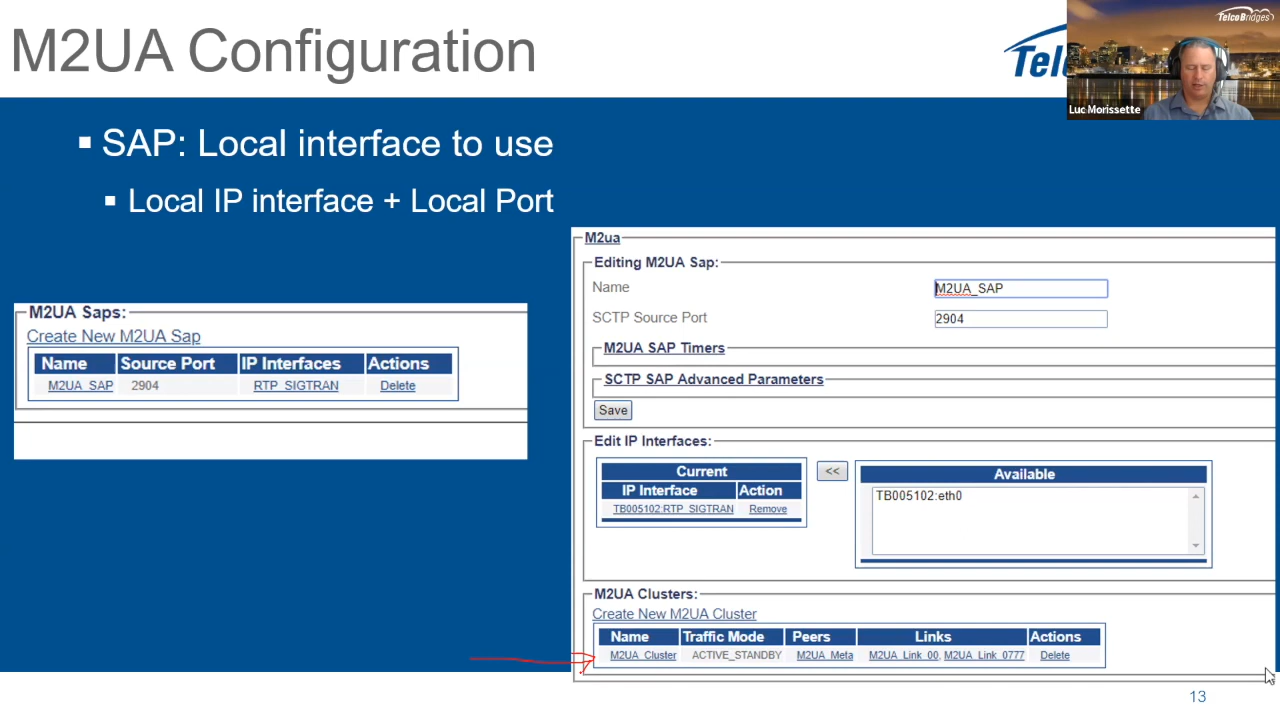 M2UA Configuration
TelcoBridges
Luc Morissette
▪ SAP: Local interface to use
▪ Local IP interface + Local Port
M2UA Saps:
Create New M2UA Sap
Name Source Port IP Interfaces Actions
M2UA_SAP 2904 RTP_SIGTRAN Delete
M2ua
Editing M2UA Sap:
Name M2UA_SAP
SCTP Source Port 2904
M2UA SAP Timers
SCTP SAP Advanced Parameters
Save
Edit IP Interfaces:
Current << Available
IP Interface Action
TB005102:RTP_SIGTRAN Remove
TB005102:eth0
M2UA Clusters:
Create New M2UA Cluster
Name Traffic Mode Peers Links Actions
M2UA_Cluster ACTIVE_STANDBY M2UA_Meta M2UA_Link_00, M2UA_Link_0777 Delete
13